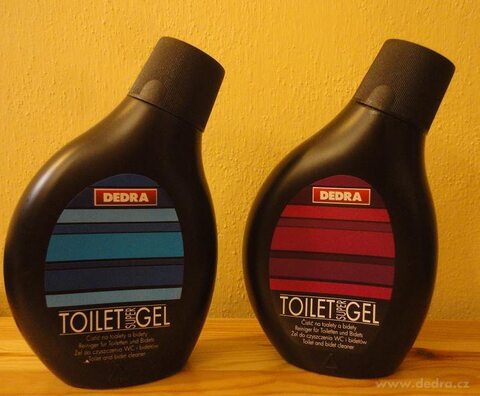 DEDRA
TOILET SUPER GEL
Čistič na toalety a bidety
Reiniger für Toiletten und Bidets
Żel do czyszczenia WC i bidetów
Toilet and bidet cleaner
DEDRA
TOILET SUPER GEL
Čistič na toalety a bidety
Reiniger für Toiletten und Bidets
Żel do czyszczenia WC i bidetów
Toilet and bidet cleaner
www.dedra.cz